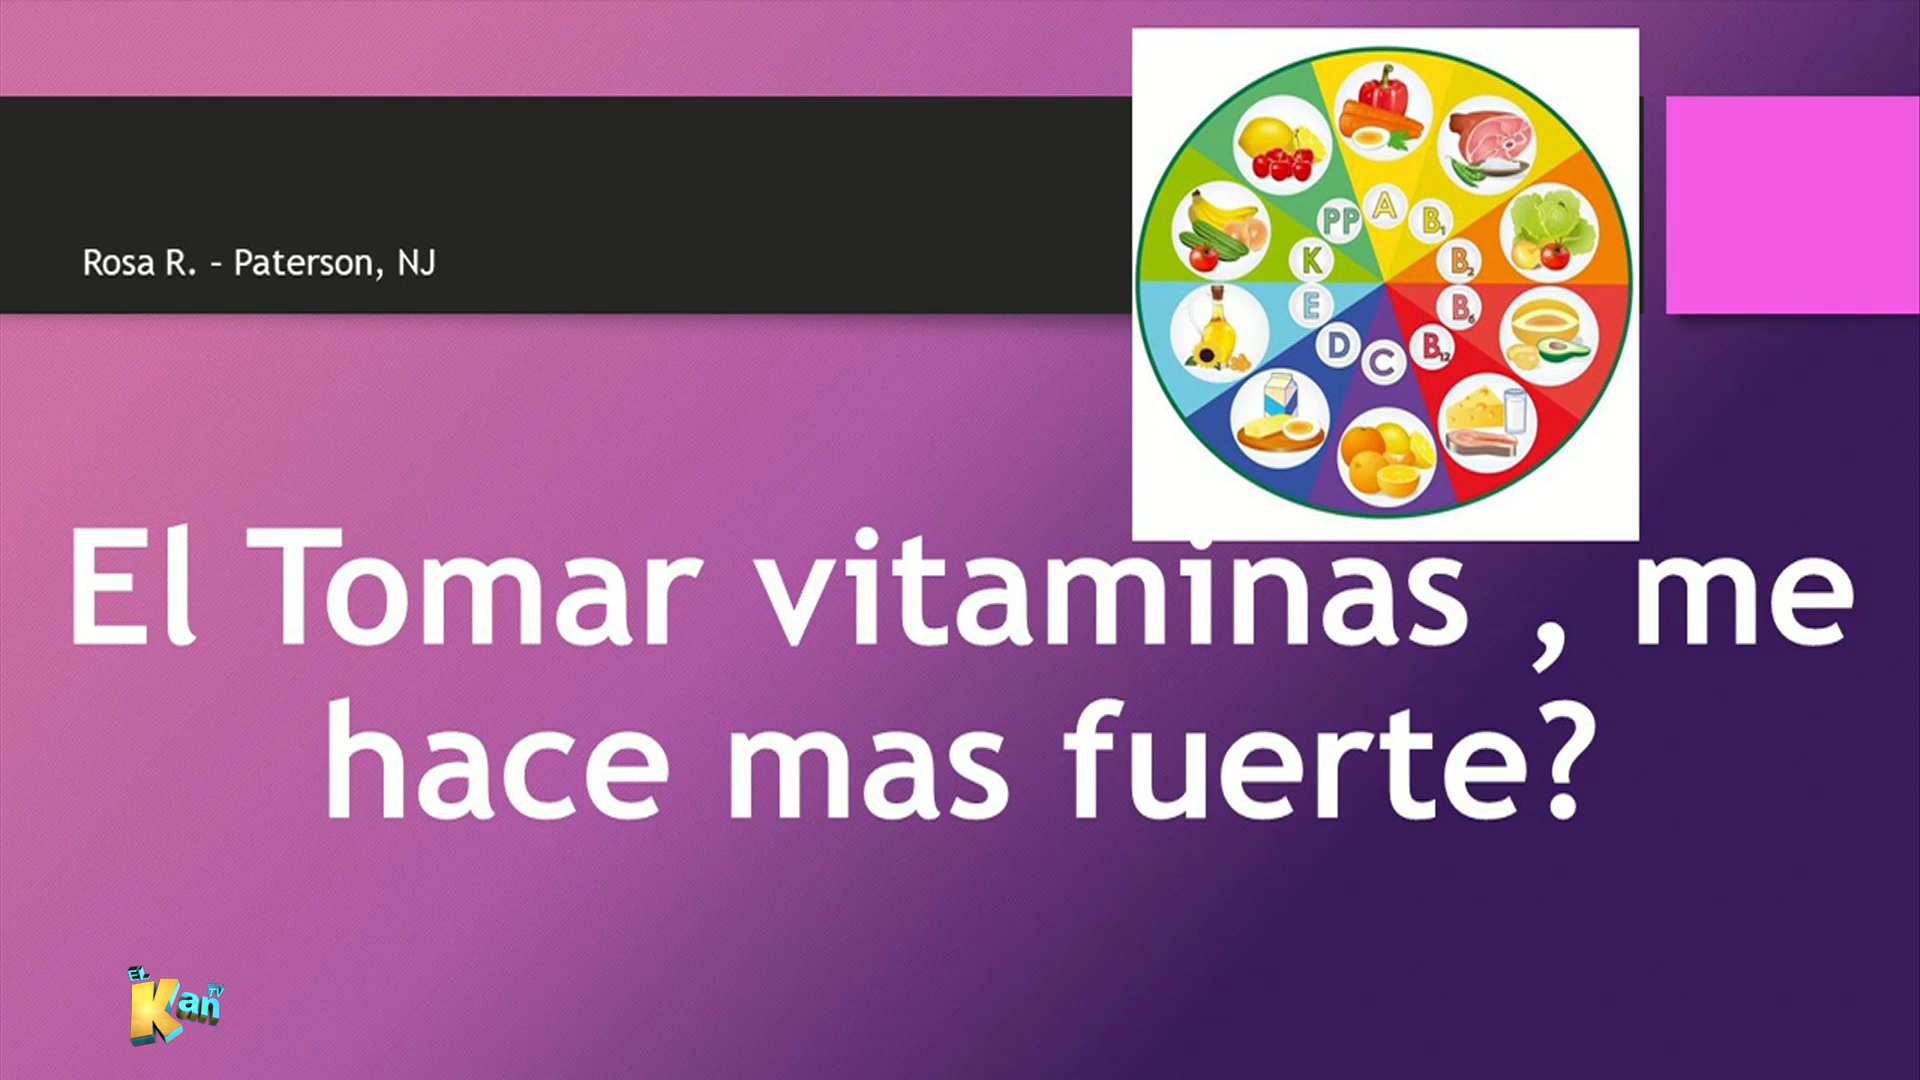 Rosa R. - Paterson, NJ
PP
A
B1
K
B2
E
B6
D
C
B12
El Tomar vitaminas , me
hace mas fuerte?
EL
Kan TV